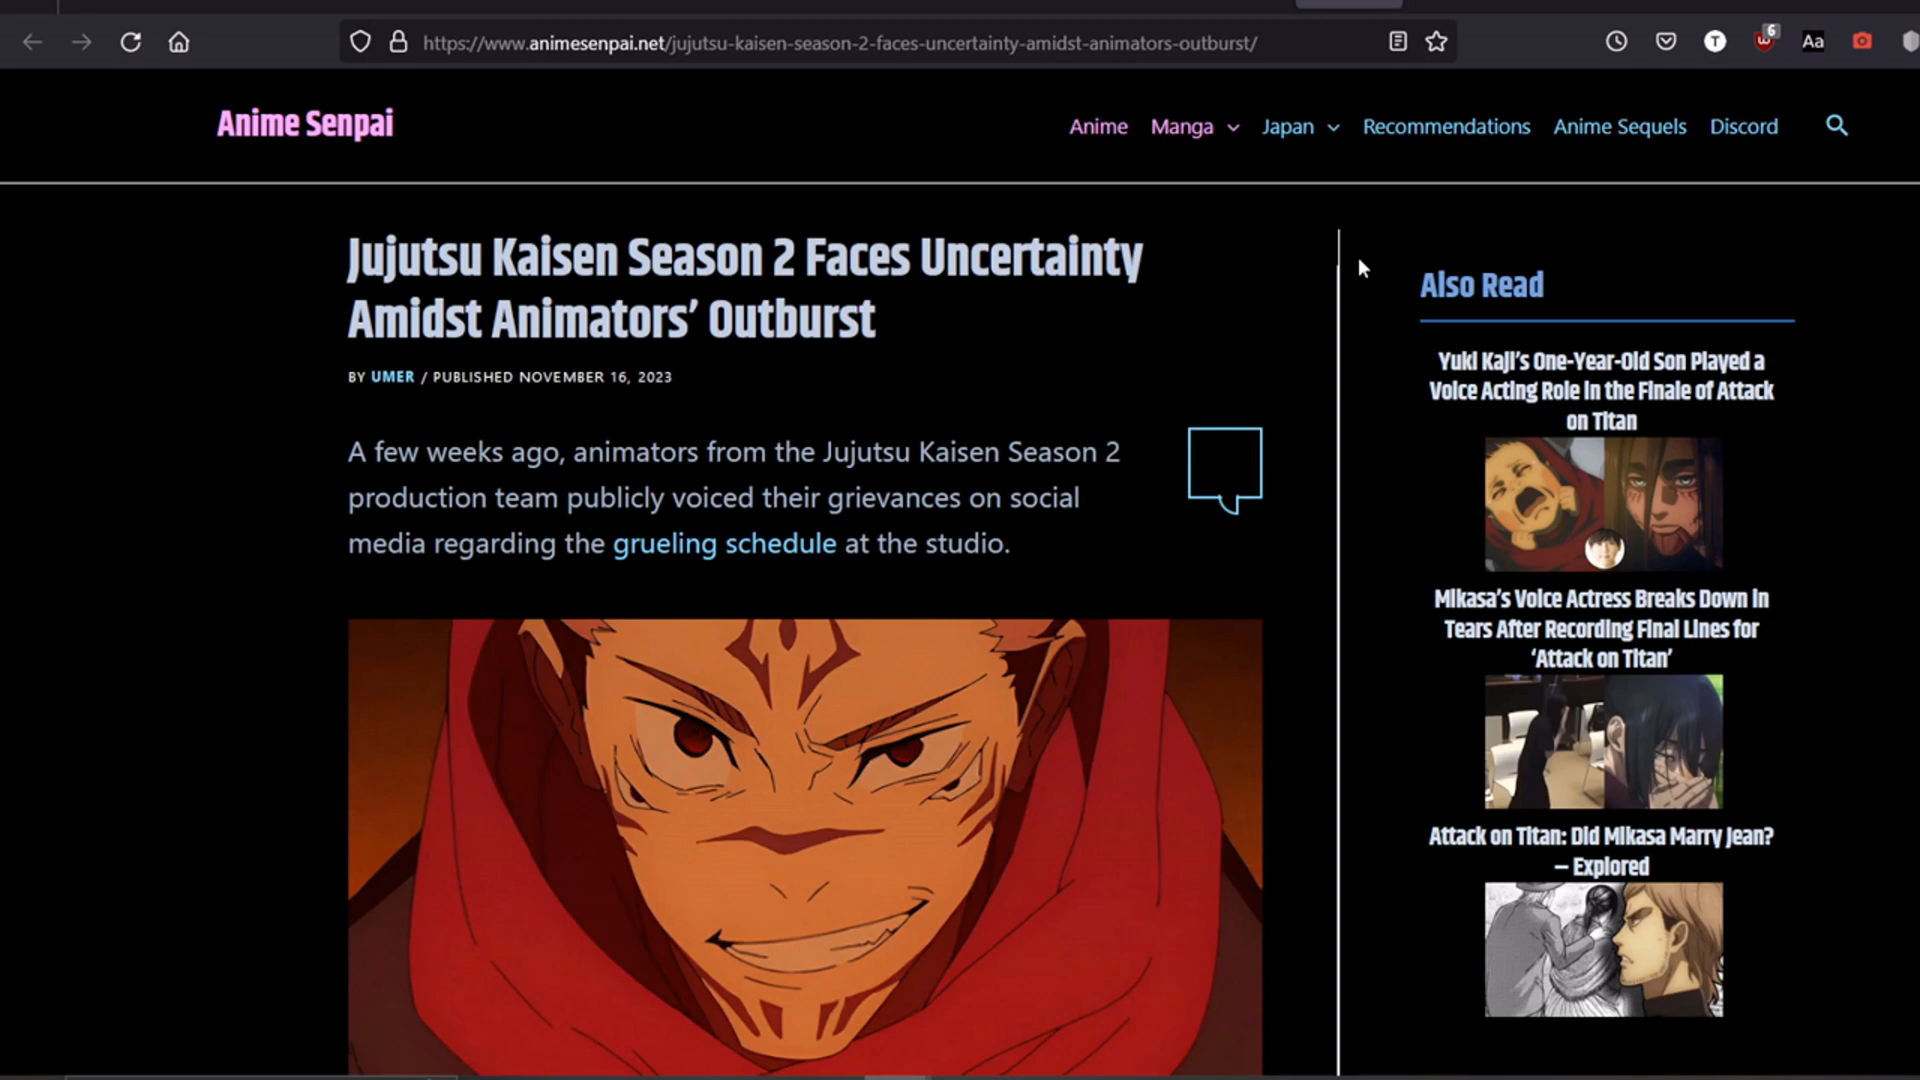 https://www.animesenpai.net/jujutsu-kaisen-season-2-faces-uncertainty-amidst-animators-outburst/
T
6
Aa
Anime Senpai
Anime
Manga
Japan
Recommendations
Anime Sequels
Discord
Jujutsu Kaisen Season 2 Faces Uncertainty
Amidst Animators’ Outburst
BY UMER / PUBLISHED NOVEMBER 16, 2023
A few weeks ago, animators from the Jujutsu Kaisen Season 2
production team publicly voiced their grievances on social
media regarding the grueling schedule at the studio.
Also Read
Yuki Kaji’s One-Year-Old Son Played a
Voice Acting Role in the Finale of Attack
on Titan
Mikasa’s Voice Actress Breaks Down in
Tears After Recording Final Lines for
‘Attack on Titan’
Attack on Titan: Did Mikasa Marry Jean?
– Explored